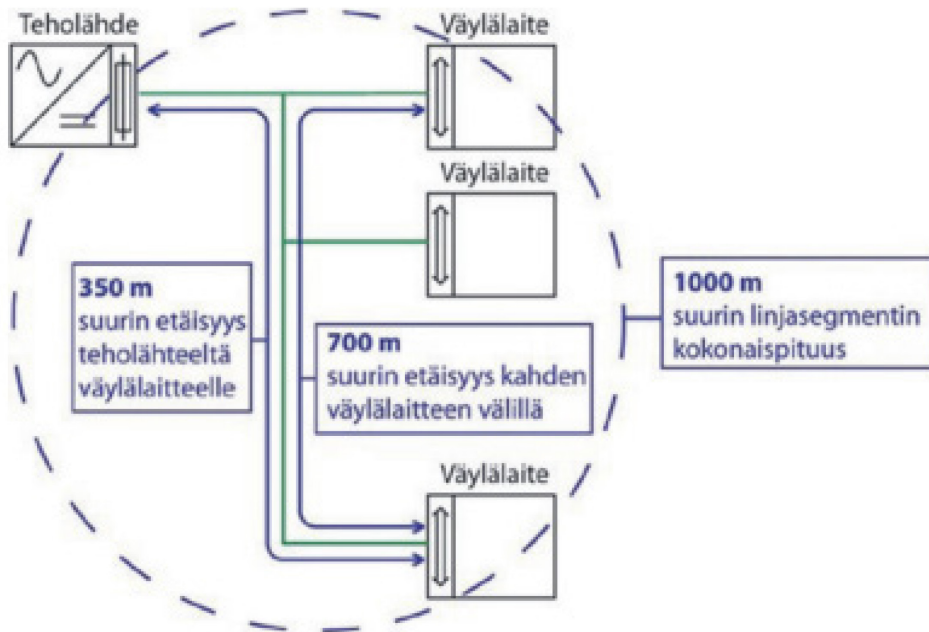 Teholähde
Väylälaite
Väylälaite
350 m
suurin etäisyys
teholähteeltä
väylälaitteelle
700 m
suurin etäisyys kahden
väylälaitteen välillä
1000 m
suurin linjasegmentin
kokonaispituus
Väylälaite